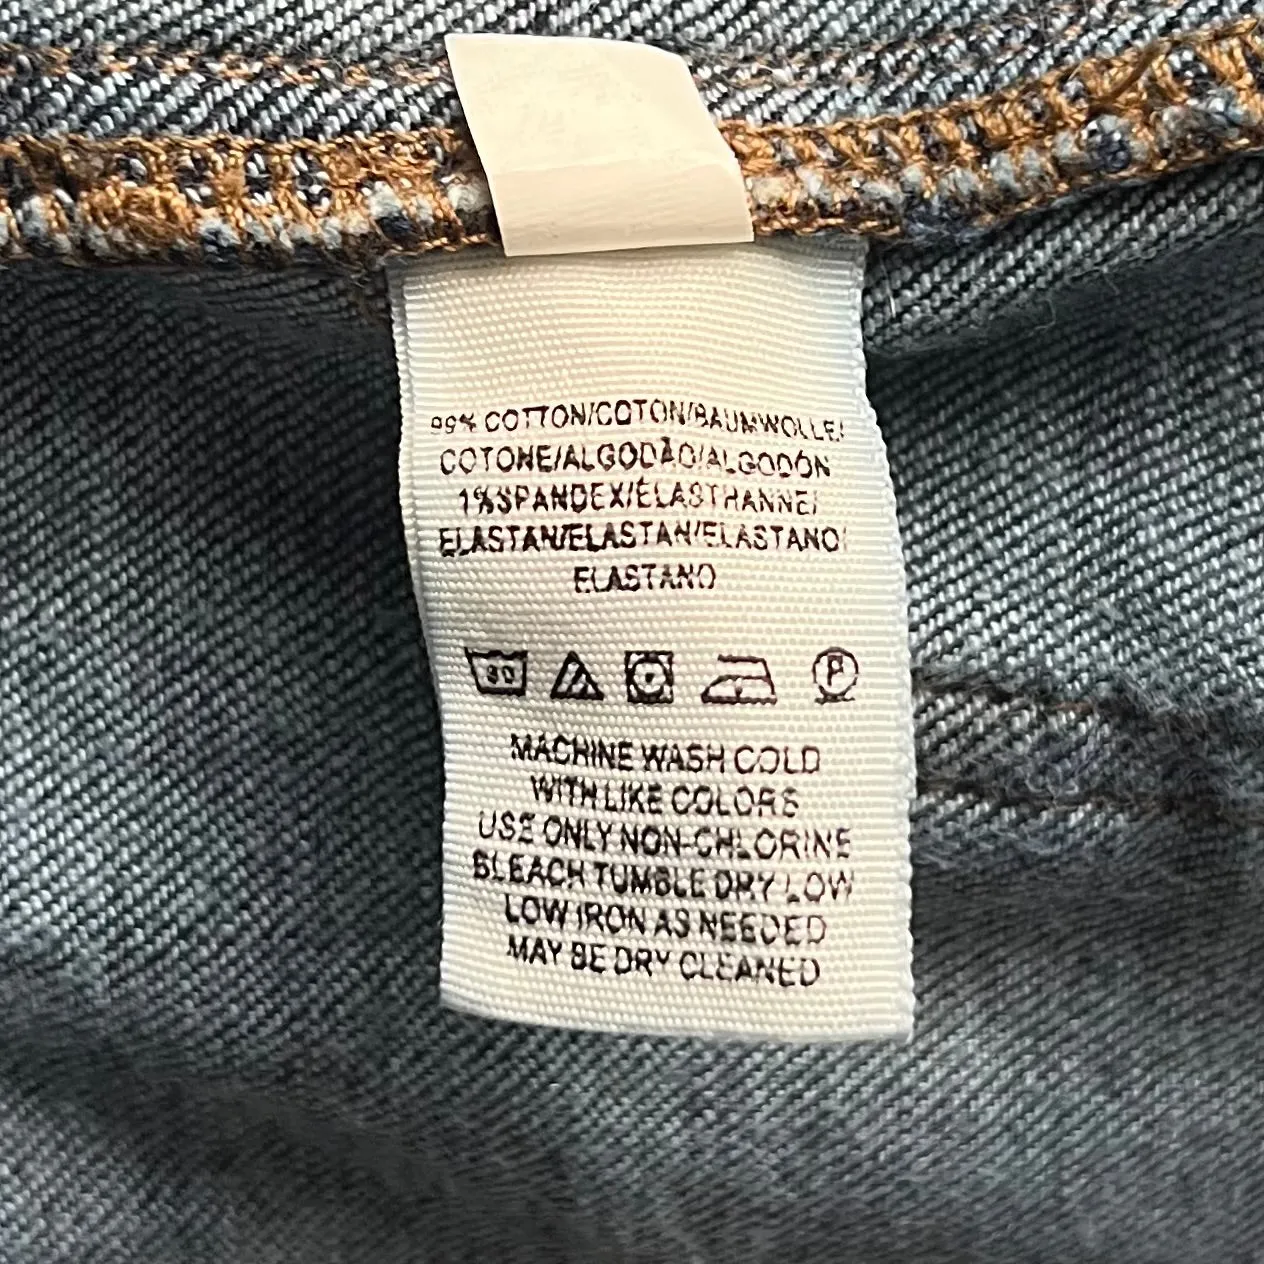 99% COTTON/COTON/BAUMWOLLE/
COTONE/ALGODÃO/ALGODÓN
1%SPANDEX/ÉLASTHANNE/
ELASTAN/ELASTAN/ELASTANO/
ELASTANO
30
P
MACHINE WASH COLD
WITH LIKE COLORS
USE ONLY NON-CHLORINE
BLEACH TUMBLE DRY LOW
LOW IRON AS NEEDED
MAY BE DRY CLEANED